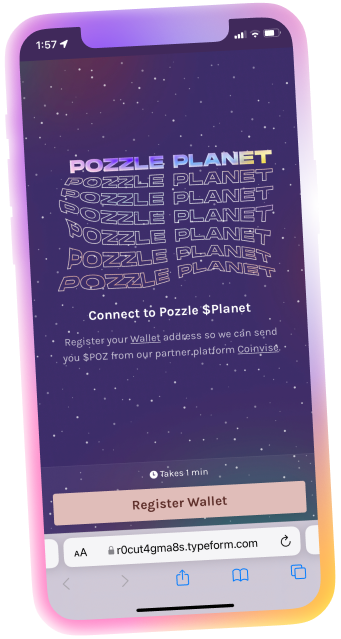 1:57
POZZLE PLANET
POZZLE PLANET
POZZLE PLANET
POZZLE PLANET
POZZLE PLANET
POZZLE PLANET
POZZLE PLANET
Connect to Pozzle $Planet
Register your Wallet address so we can send
you $POZ from our partner platform Coinvise.
Takes 1 min
Register Wallet
AA r0cut4gma8s.typeform.com